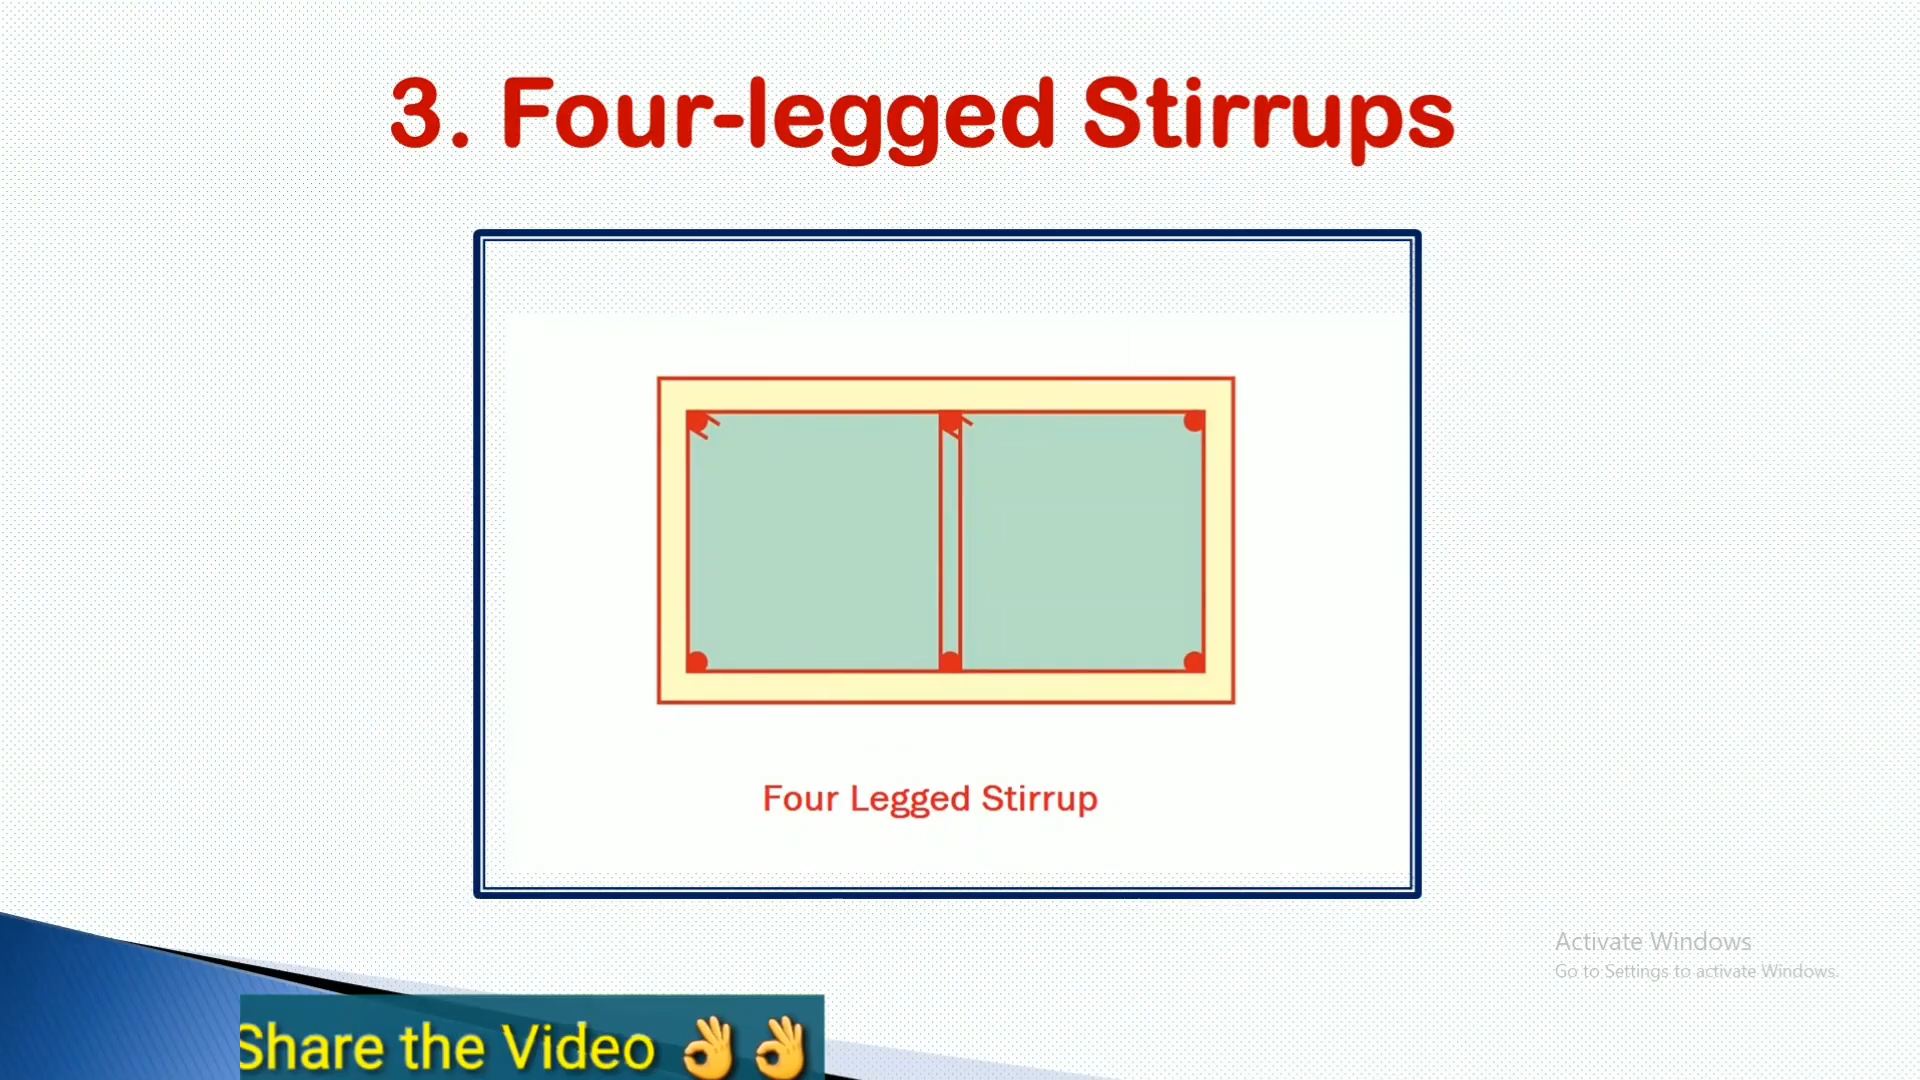 3. Four-legged Stirrups
Four Legged Stirrup
Activate Windows
Go to Settings to activate Windows.
Share the Video 👌👌